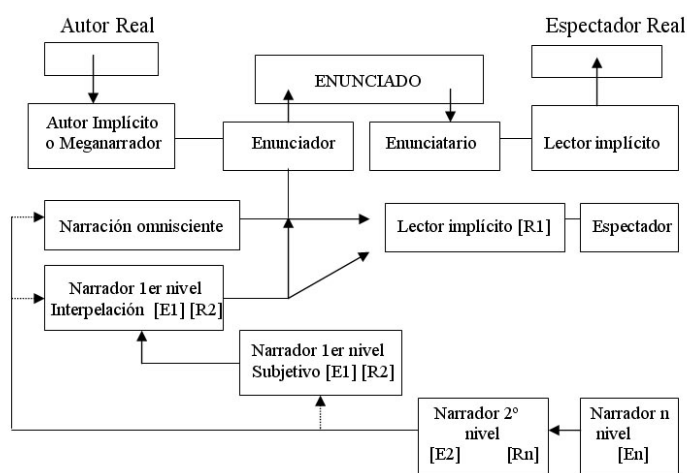 Autor Real
Espectador Real
ENUNCIADO
Autor Implícito
o Meganarrador
Enunciador
Enunciatario
Lector implícito
Narración omnisciente
Lector implícito [R1]
Espectador
Narrador 1er nivel
Interpelación [E1] [R2]
Narrador 1er nivel
Subjetivo [E1] [R2]
Narrador 2º
nivel
[E2] [Rn]
Narrador n
nivel
[En]